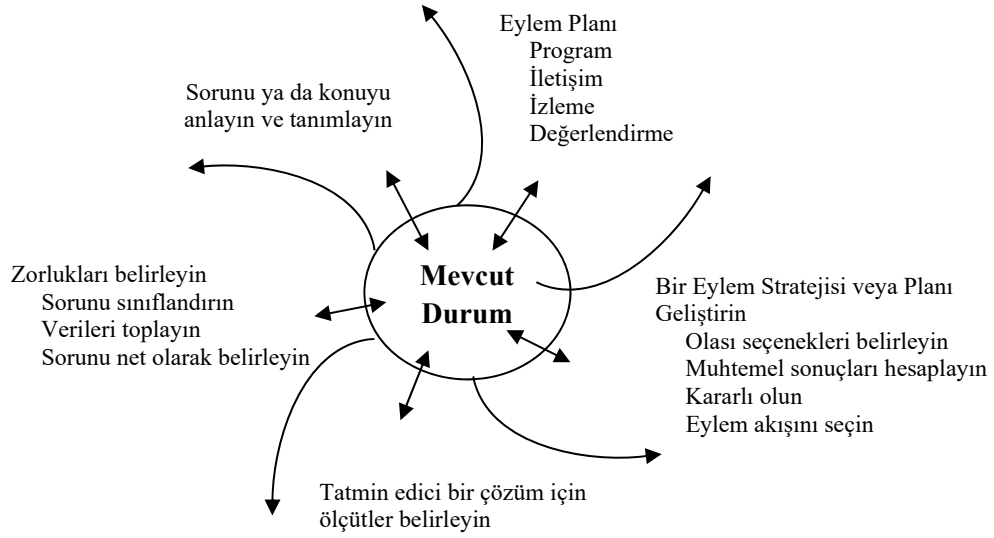 Eylem Planı
Program
İletişim
İzleme
Değerlendirme
Sorunu ya da konuyu
anlayın ve tanımlayın
Mevcut
Durum
Zorlukları belirleyin
Sorunu sınıflandırın
Verileri toplayın
Sorunu net olarak belirleyin
Bir Eylem Stratejisi veya Planı
Geliştirin
Olası seçenekleri belirleyin
Muhtemel sonuçları hesaplayın
Kararlı olun
Eylem akışını seçin
Tatmin edici bir çözüm için
ölçütler belirleyin